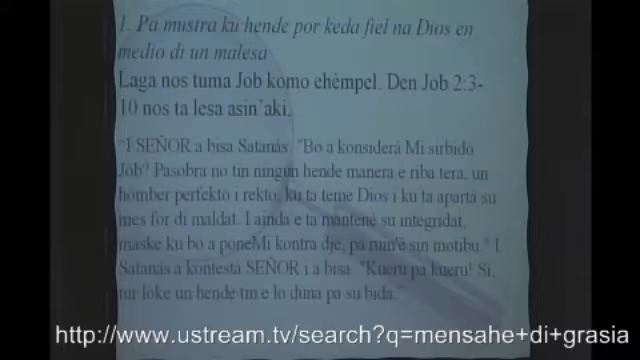 1. Pa mustra ku hende por keda fiel na Dios en
medio di un malesa
Laga nos tuma Job komo ehèmpel. Den Job 2:3-
10 nos ta lesa asin'aki.
"I SEÑOR a bisa Satanás. "Bo a konsiderá Mi sirbido
Job? Pasobra no tin ningun hende manera e riba tera, un
homber perfekto i rekto, ku ta teme Dios i ku ta aparta su
mes for di maldat. I ainda e ta mantené su integridat,
maske ku bo a poneMi kontra dje, pa ruin'é sin motibu." I
Satanás a kontestá SEÑOR i a bisa. "Kueru pa kueru! Si,
tur loke un hende tin e lo duna pa su bida.
http://www.ustream.tv/search?q=mensahe+di+grasia